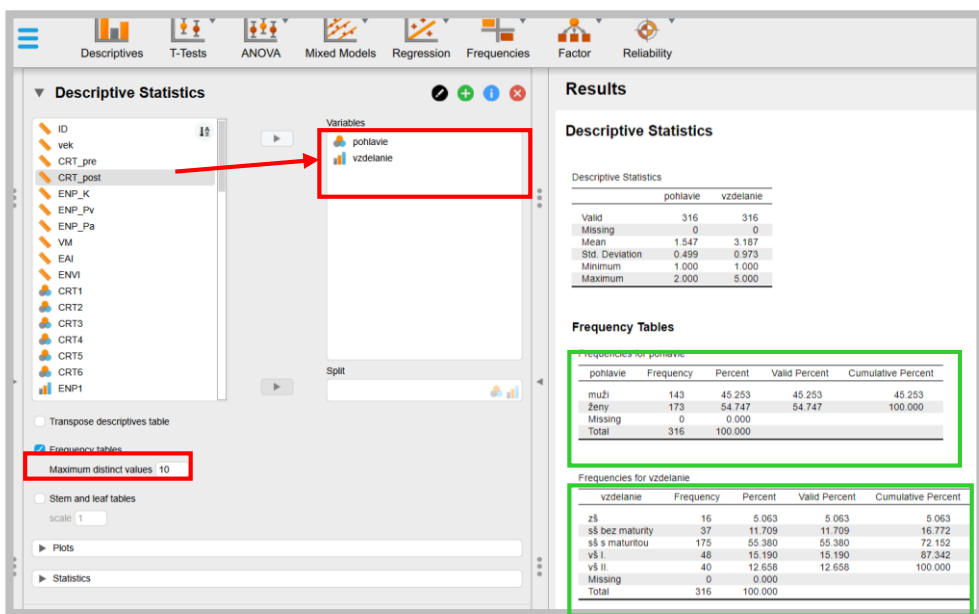 Descriptives T-Tests ANOVA Mixed Models Regression Frequencies Factor Reliability
Descriptive Statistics
ID
vek
CRT_pre
CRT_post
ENP_K
ENP_Pv
ENP_Pa
VM
EAI
ENVI
CRT1
CRT2
CRT3
CRT4
CRT5
CRT6
ENP1
Variables
pohlavie
vzdelanie
Split
Transpose descriptives table
Frequency tables
Maximum distinct values 10
Stem and leaf tables
scale 1
Plots
Statistics
Results
Descriptive Statistics
Descriptive Statistics
pohlavie vzdelanie
Valid 316 316
Missing 0 0
Mean 1.547 3.187
Std. Deviation 0.499 0.973
Minimum 1.000 1.000
Maximum 2.000 5.000
Frequency Tables
Frequencies for pohlavie
pohlavie Frequency Percent Valid Percent Cumulative Percent
muži 143 45.253 45.253 45.253
ženy 173 54.747 54.747 100.000
Missing 0 0.000
Total 316 100.000
Frequencies for vzdelanie
vzdelanie Frequency Percent Valid Percent Cumulative Percent
zš 16 5.063 5.063 5.063
sš bez maturity 37 11.709 11.709 16.772
sš s maturitou 175 55.380 55.380 72.152
vš I. 48 15.190 15.190 87.342
vš II. 40 12.658 12.658 100.000
Missing 0 0.000
Total 316 100.000